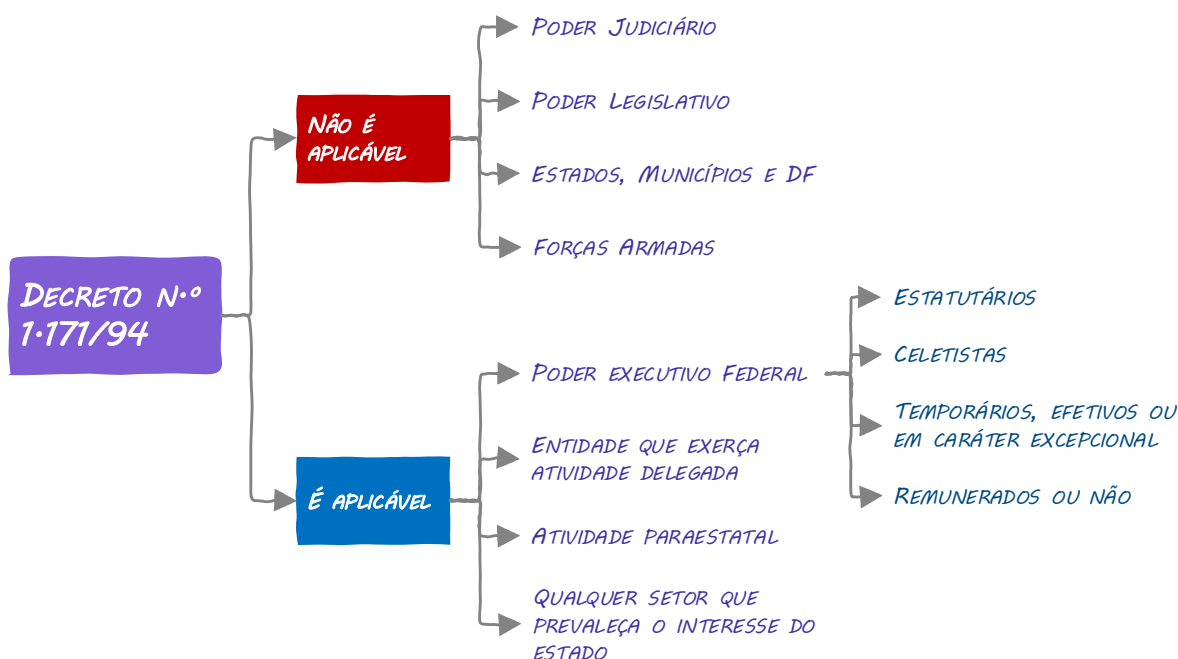 Decreto n.º
1.171/94
Não é
aplicável
Poder Judiciário
Poder Legislativo
Estados, Municípios e DF
Forças Armadas
É aplicável
Poder executivo Federal
Estatutários
Celetistas
Temporários, efetivos ou
em caráter excepcional
Remunerados ou não
Entidade que exerça
atividade delegada
Atividade paraestatal
Qualquer setor que
prevaleça o interesse do
estado